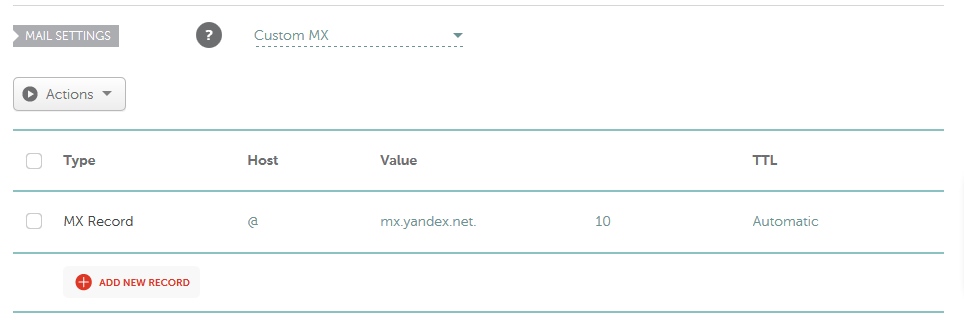 MAIL SETTINGS ? Custom MX
Actions
Type Host Value TTL
MX Record @ mx.yandex.net. 10 Automatic
ADD NEW RECORD